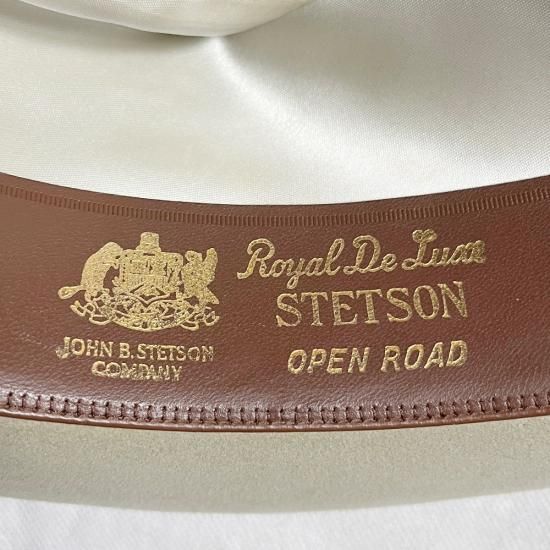 Royal De Luxe
STETSON
OPEN ROAD
JOHN B. STETSON
COMPANY